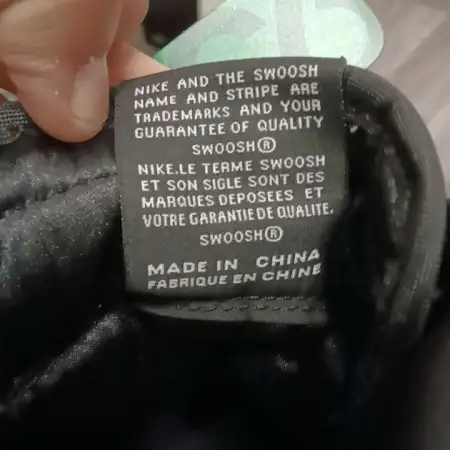 NIKE AND THE SWOOSH
NAME AND STRIPE ARE
TRADEMARKS AND YOUR
GUARANTEE OF QUALITY
SWOOSH®
NIKE.LE TERME SWOOSH
ET SON SIGLE SONT DES
MARQUES DEPOSEES ET
VOTRE GARANTIE DE QUALITE.
SWOOSH®
MADE IN CHINA
FABRIQUE EN CHINE